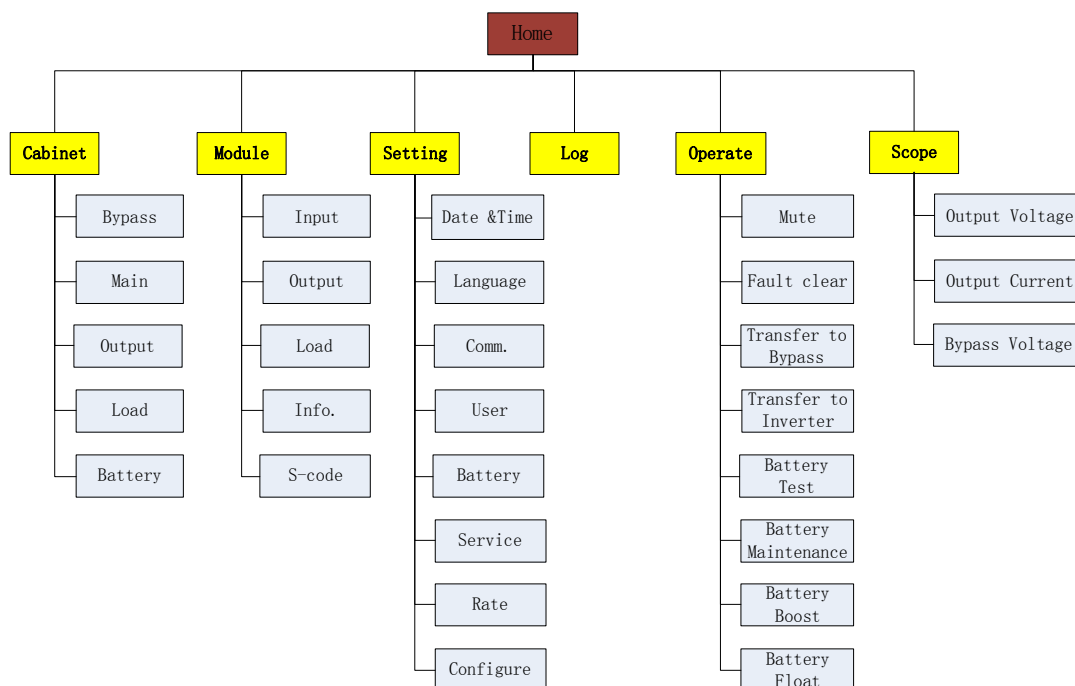 Home
Cabinet
Module
Setting
Log
Operate
Scope
Bypass
Main
Output
Load
Battery
Input
Output
Load
Info.
S-code
Date &Time
Language
Comm.
User
Battery
Service
Rate
Configure
Mute
Fault clear
Transfer to
Bypass
Transfer to
Inverter
Battery
Test
Battery
Maintenance
Battery
Boost
Battery
Float
Output Voltage
Output Current
Bypass Voltage